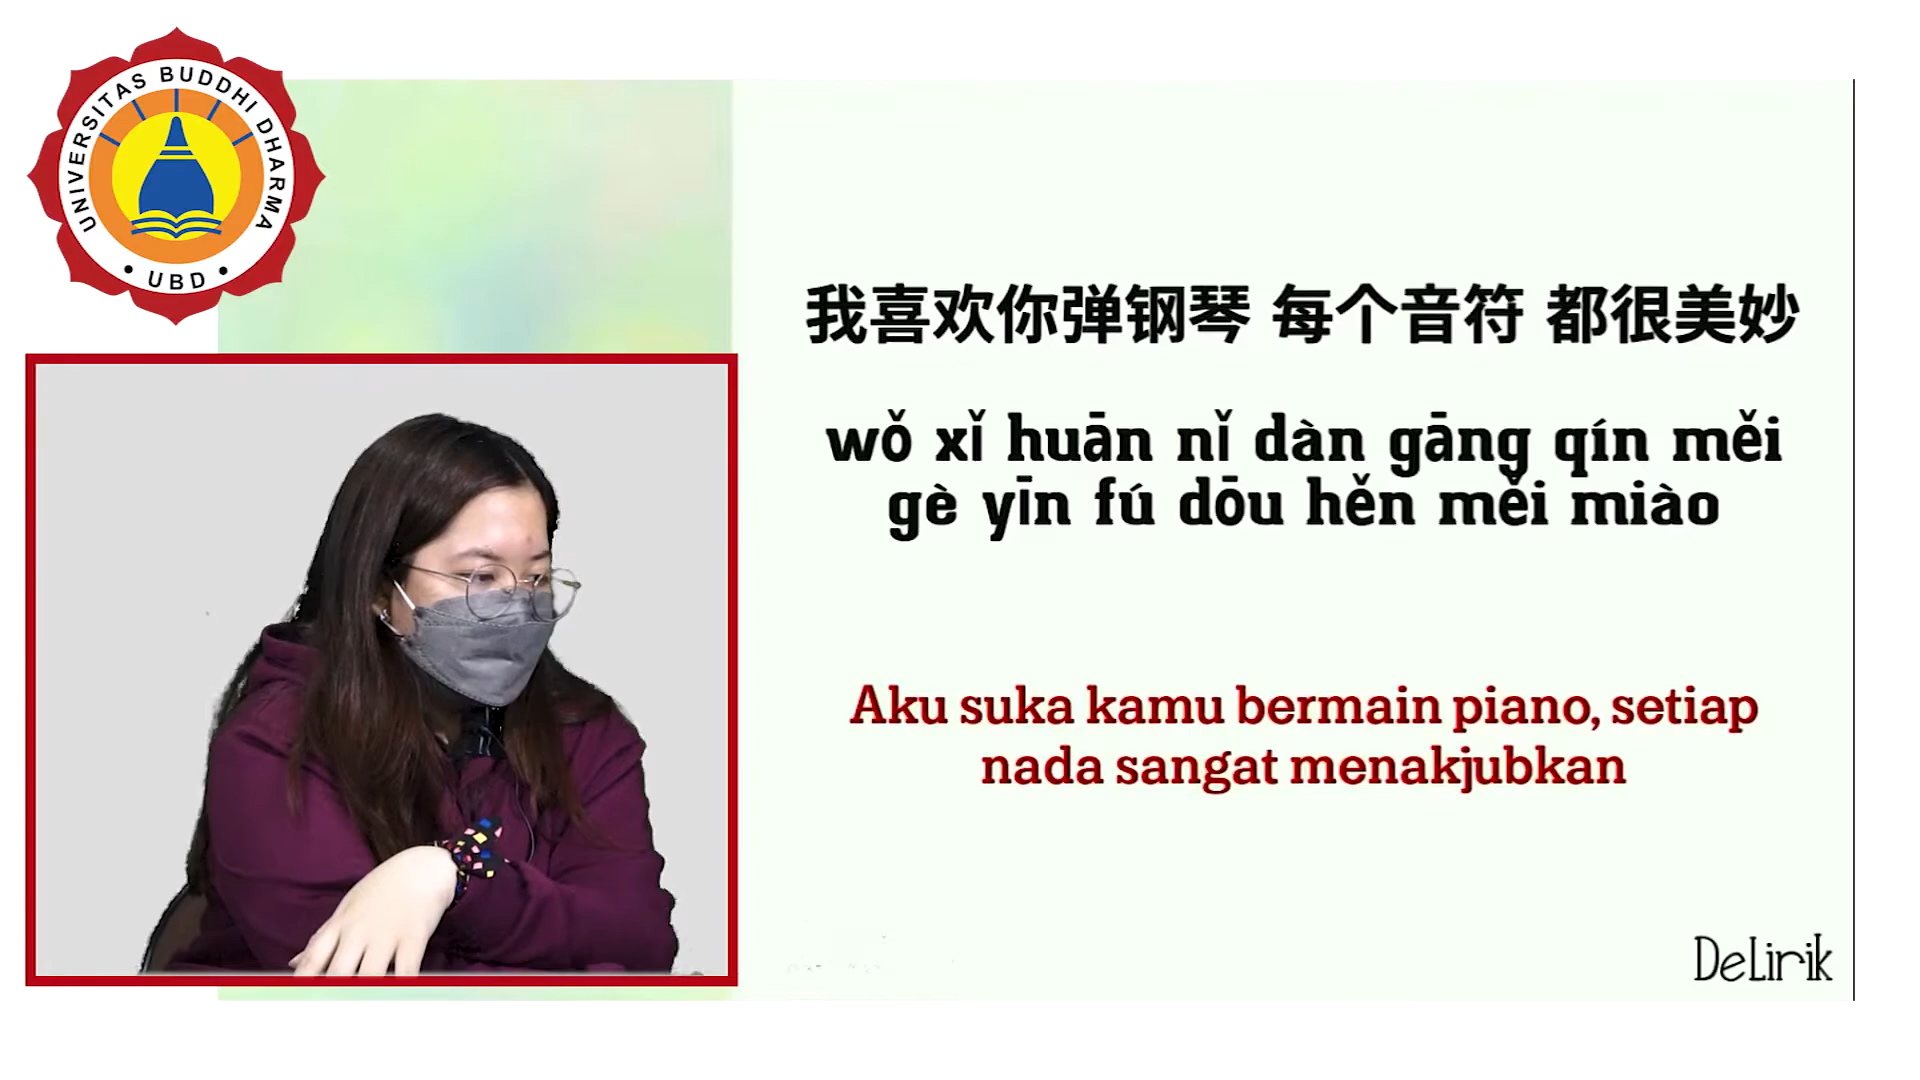 UNIVERSITAS BUDDHI DHARMA
• UBD •
我喜欢你弹钢琴 每个音符 都很美妙
wǒ xǐ huān nǐ dàn gāng qín měi
gè yīn fú dōu hěn měi miào
Aku suka kamu bermain piano, setiap
nada sangat menakjubkan
DeLirik